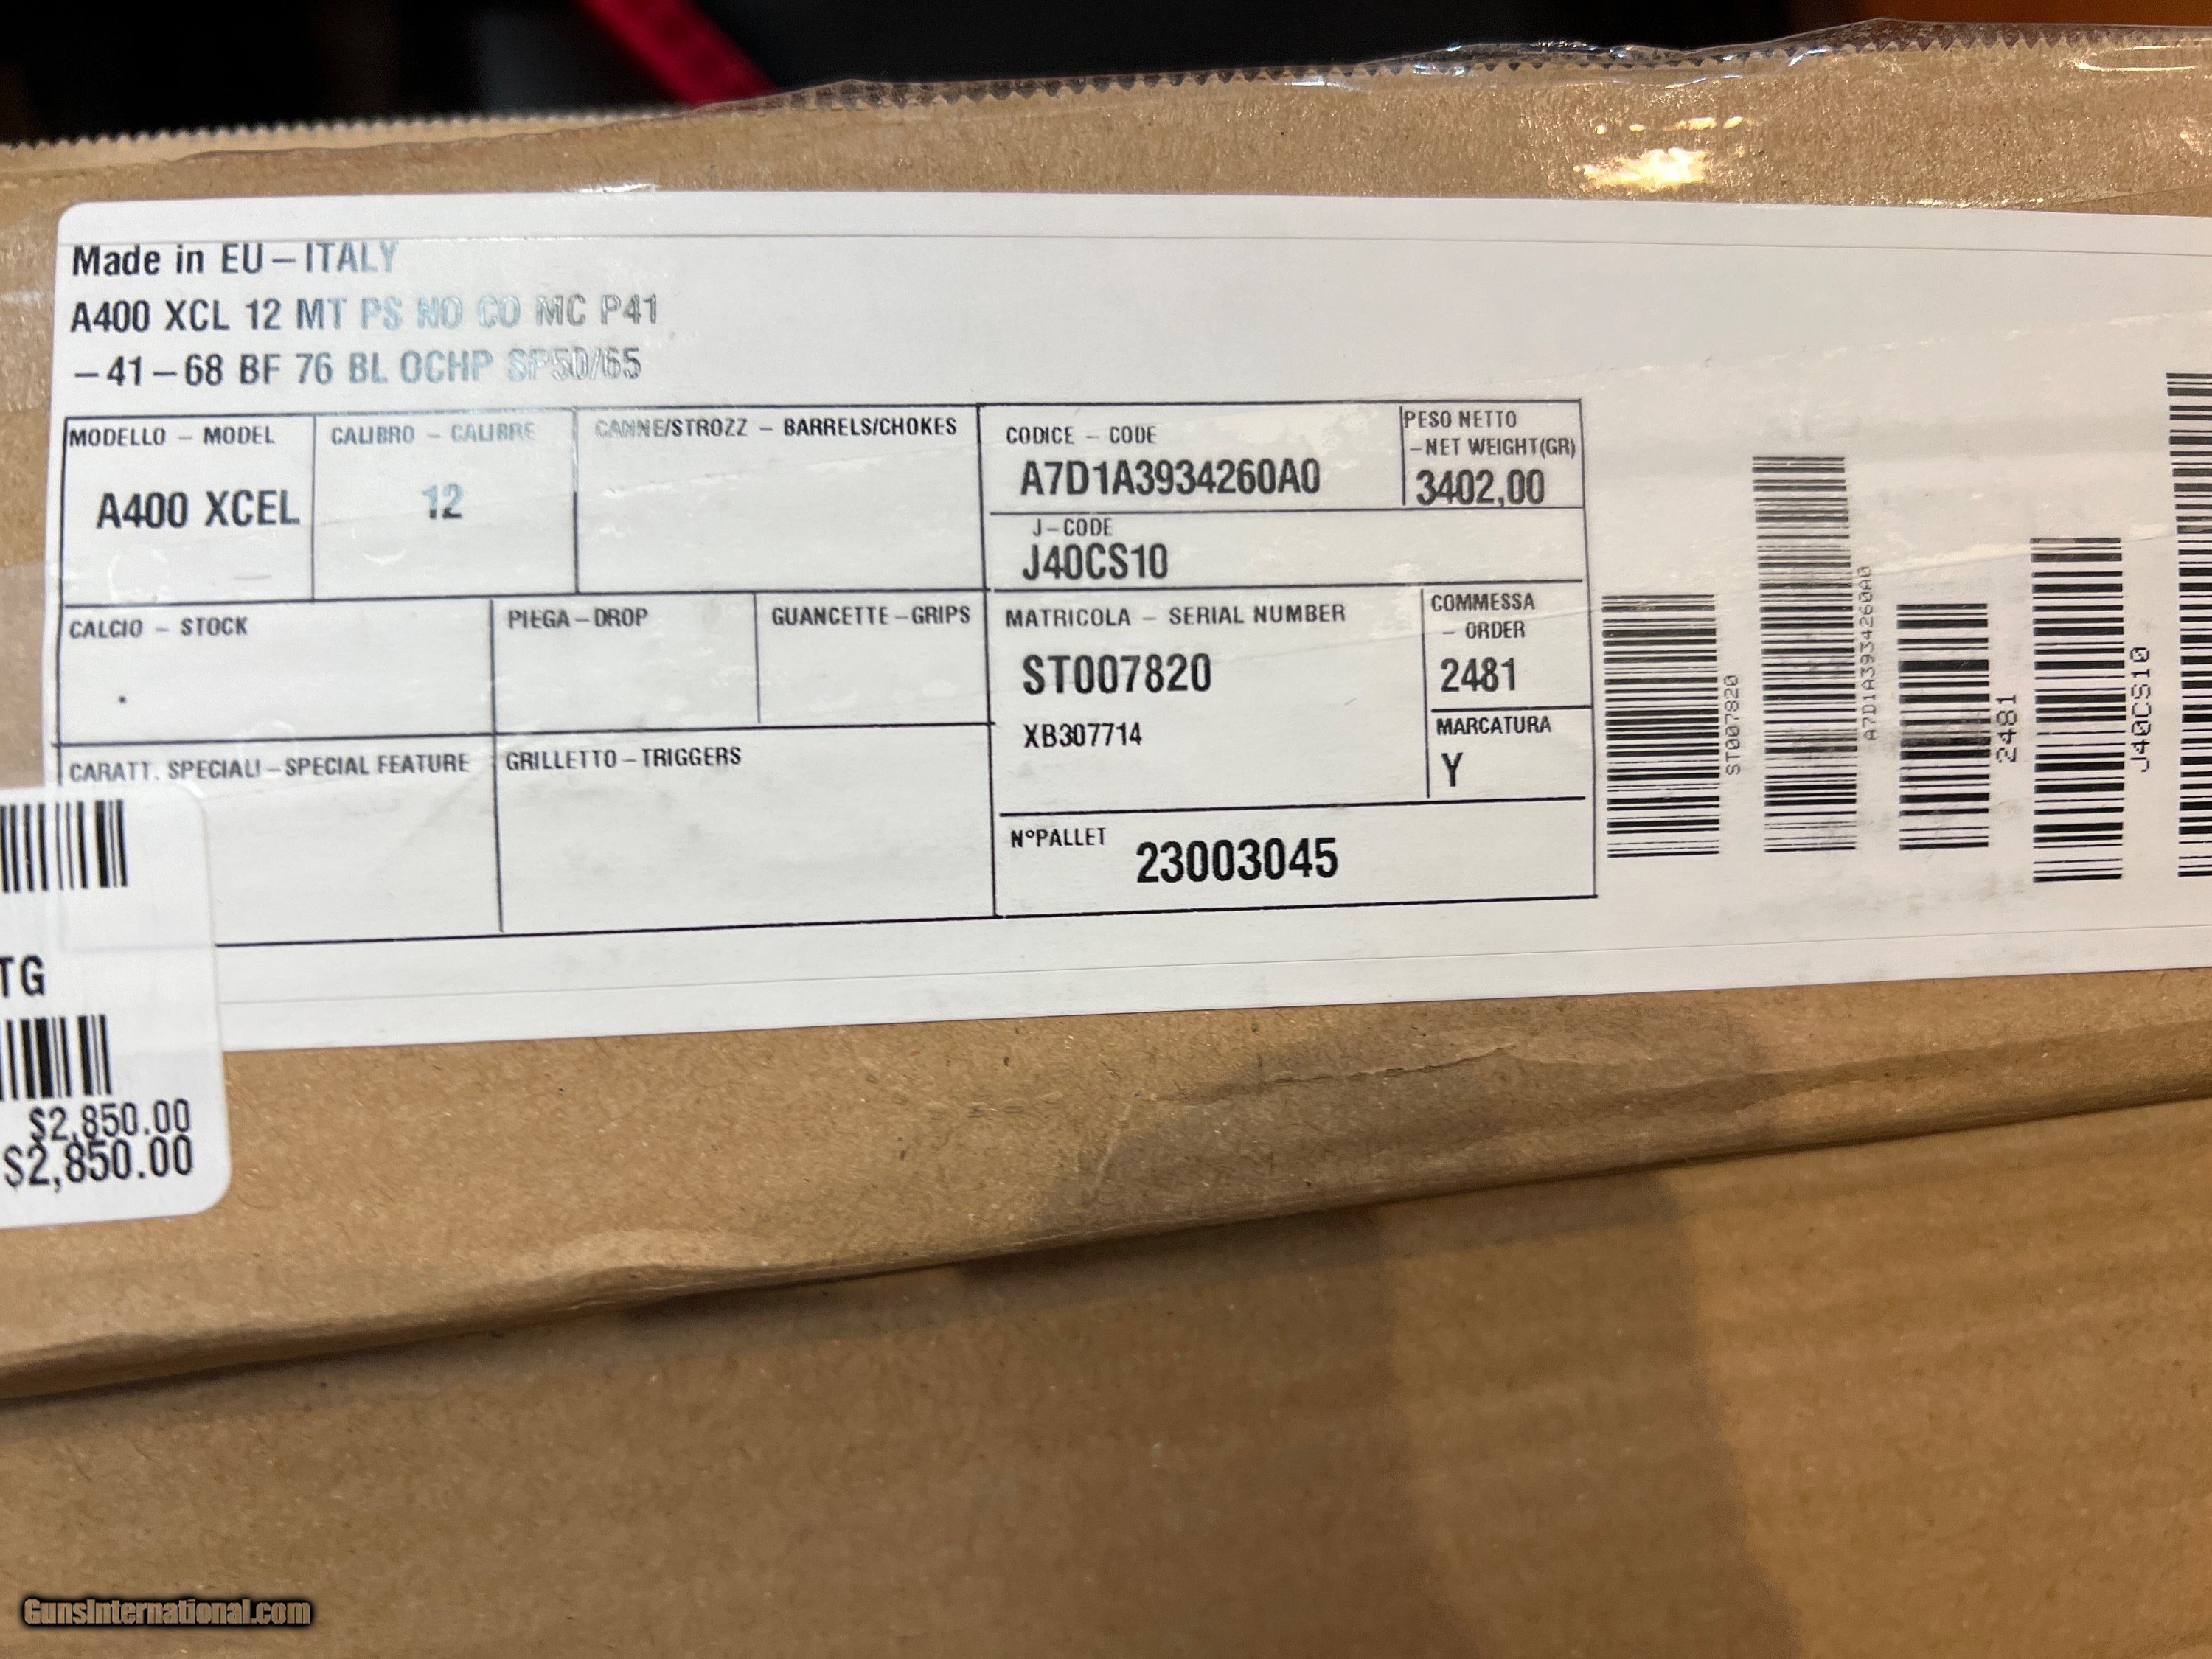 Made in EU–ITALY
A400 XCL 12 MT PS NO CO MC P41
–41–68 BF 76 BL OCHP SP50/65
MODELLO – MODEL
A400 XCEL
CALIBRO – CALIBRE
12
CANNE/STROZZ – BARRELS/CHOKES
CODICE – CODE
A7D1A3934260A0
PESO NETTO
–NET WEIGHT(GR)
3402,00
J–CODE
J40CS10
CALCIO – STOCK
.
PIEGA–DROP
GUANCETTE–GRIPS
MATRICOLA – SERIAL NUMBER
ST007820
XB307714
COMMESSA
– ORDER
2481
MARCATURA
Y
CARATT. SPECIALI–SPECIAL FEATURE
GRILLETTO–TRIGGERS
N°PALLET 23003045
ST007820
A7D1A3934260A0
2481
J40CS10
TG
$2,850.00
$2,850.00
GunsInternational.com